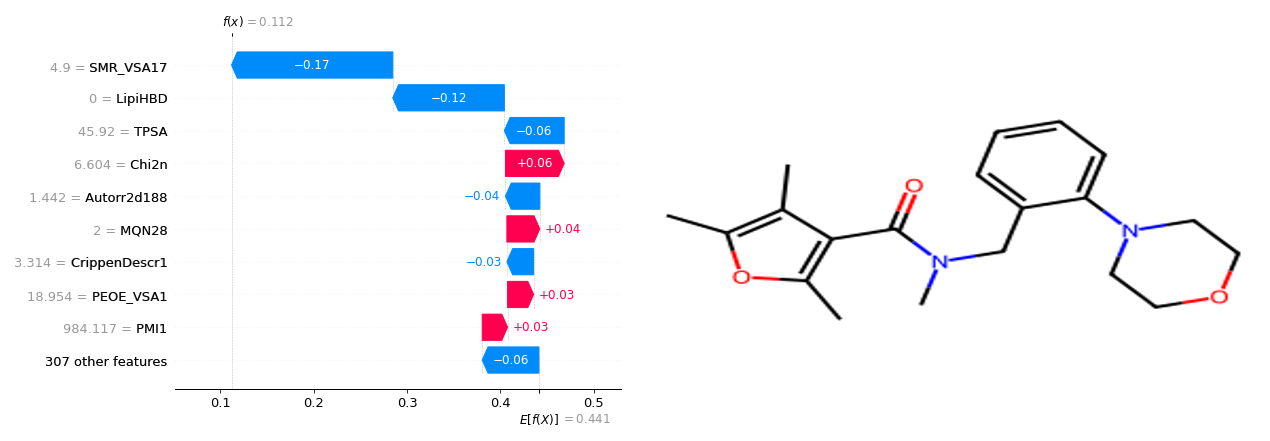 f(x) = 0.112
4.9 = SMR_VSA17
−0.17
0 = LipiHBD
−0.12
45.92 = TPSA
−0.06
6.604 = Chi2n
+0.06
1.442 = Autorr2d188
−0.04
2 = MQN28
+0.04
3.314 = CrippenDescr1
−0.03
18.954 = PEOE_VSA1
+0.03
984.117 = PMI1
+0.03
307 other features
−0.06
0.1 0.2 0.3 0.4 0.5
E[f(X)] = 0.441
O
O
N
N
O